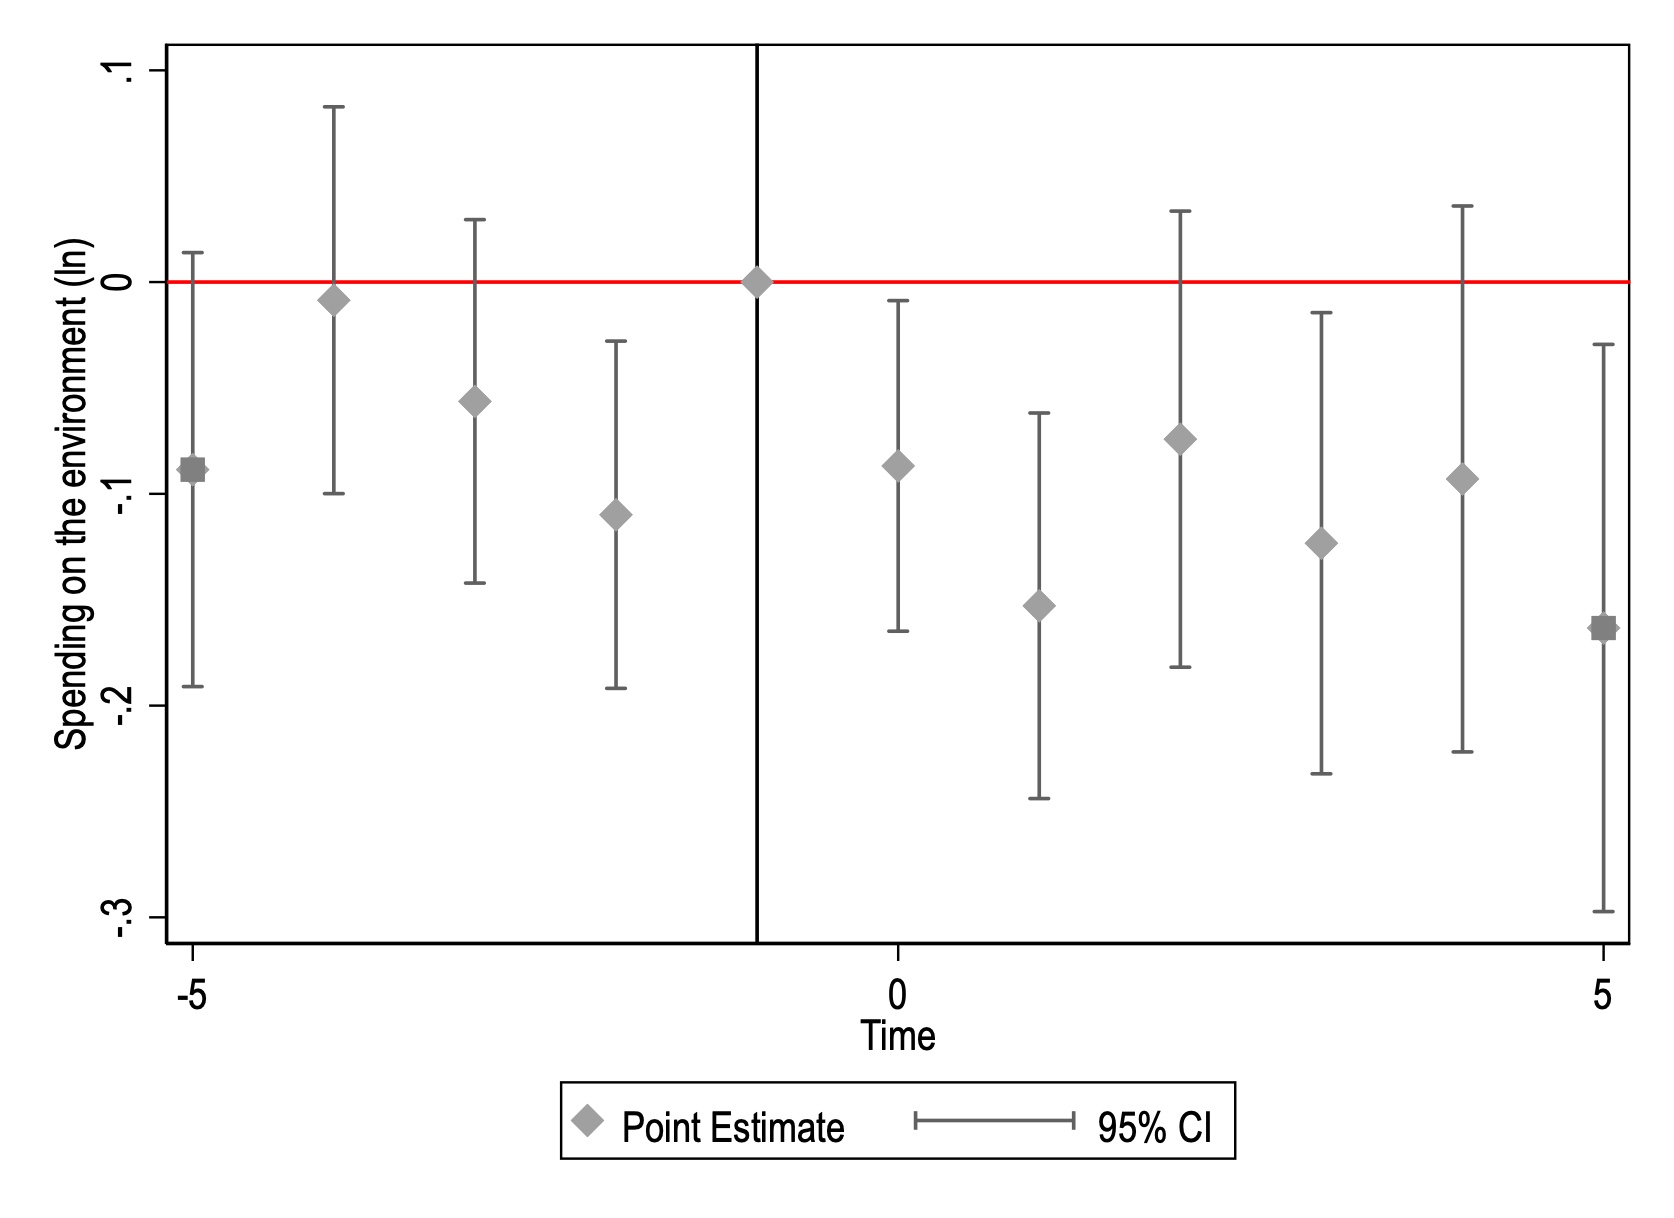 Spending on the environment (ln)
.1
0
-.1
-.2
-.3
-5 0 5
Time
Point Estimate 95% CI